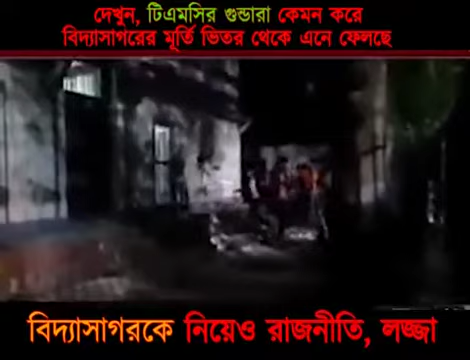 দেখুন, টিএমসির গুন্ডারা কেমন করে
বিদ্যাসাগরের মূর্তি ভিতর থেকে এনে ফেলছে
বিদ্যাসাগরকে নিয়েও রাজনীতি, লজ্জা